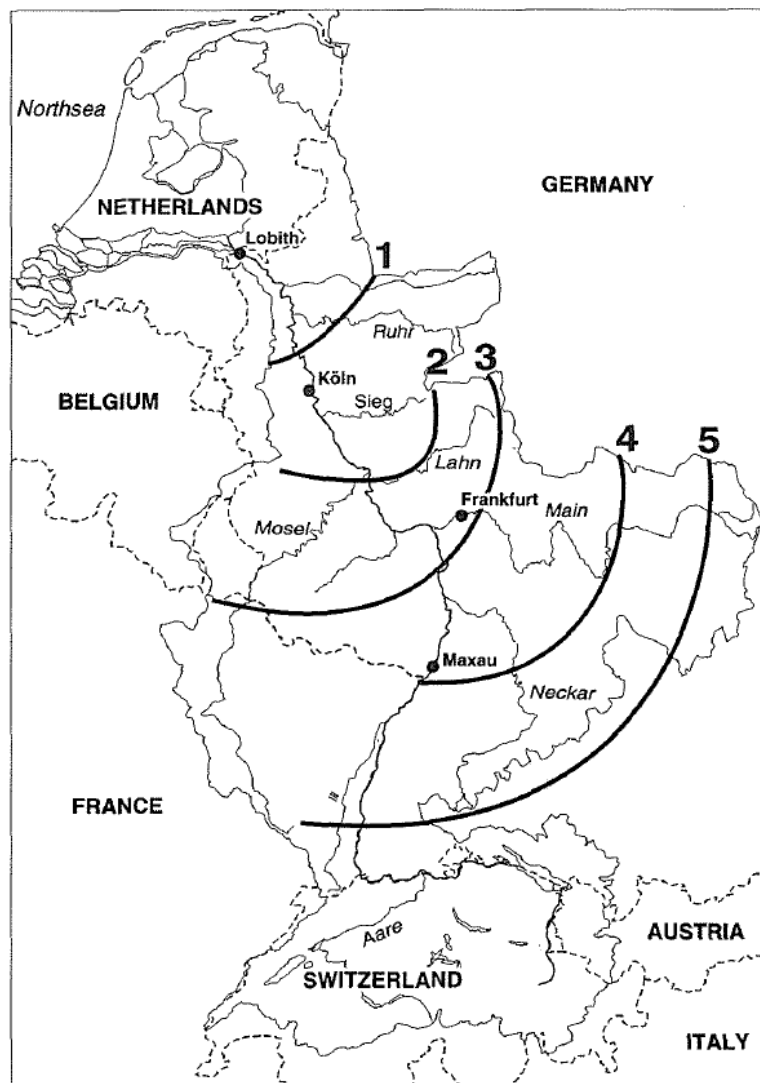 Northsea
GERMANY
NETHERLANDS
Lobith
1
Ruhr
2
3
Köln
Sieg
BELGIUM
4
5
Lahn
Frankfurt
Mosel
Main
Maxau
Neckar
Ill
FRANCE
Aare
AUSTRIA
SWITZERLAND
ITALY